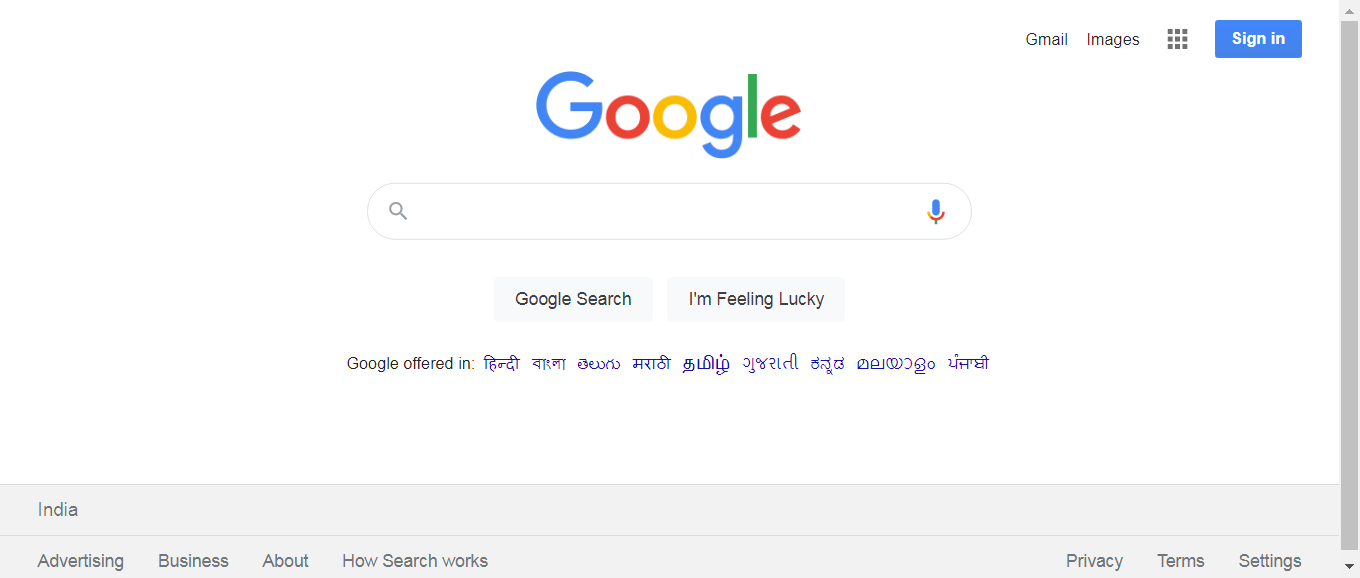 Gmail Images Sign in
Google
Google Search I'm Feeling Lucky
Google offered in: हिन्दी বাংলা తెలుగు मराठी தமிழ் ગુજરાતી ಕನ್ನಡ മലയാളം ਪੰਜਾਬੀ
India
Advertising Business About How Search works Privacy Terms Settings